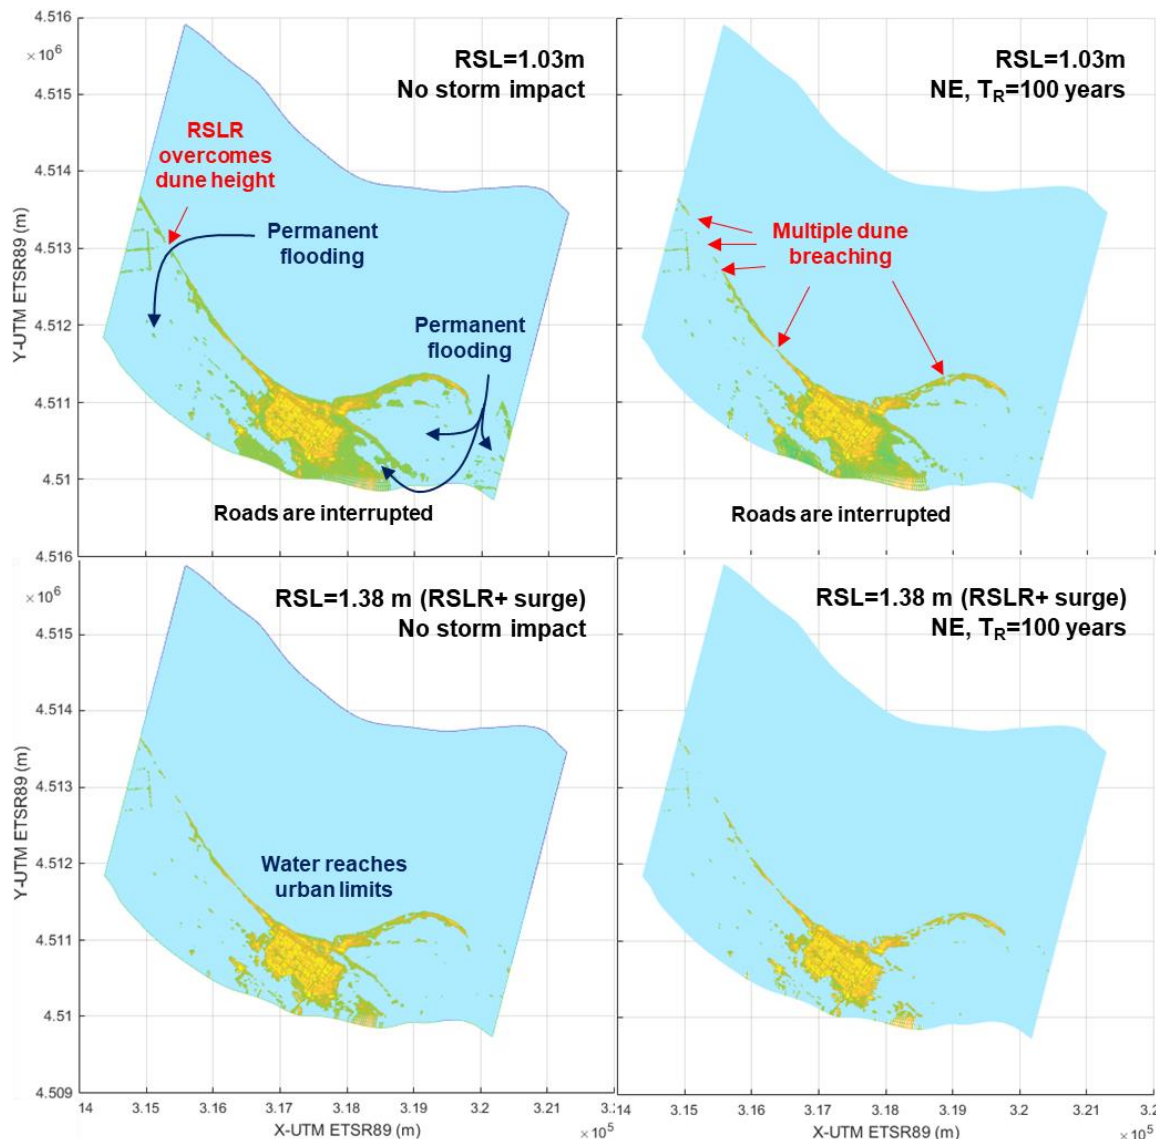 4.516
×10⁶
4.515
4.514
4.513
4.512
4.511
4.51
4.516
Y-UTM ETSR89 (m)
RSL=1.03m
No storm impact
RSLR
overcomes
dune height
Permanent
flooding
Permanent
flooding
Roads are interrupted
RSL=1.03m
NE, TR=100 years
Multiple dune
breaching
Roads are interrupted
×10⁶
4.515
4.514
4.513
4.512
4.511
4.51
4.509
Y-UTM ETSR89 (m)
RSL=1.38 m (RSLR+ surge)
No storm impact
Water reaches
urban limits
14 3.15 3.16 3.17 3.18 3.19 3.2 3.21 3.2
X-UTM ETSR89 (m)
×10⁵
RSL=1.38 m (RSLR+ surge)
NE, TR=100 years
3.14 3.15 3.16 3.17 3.18 3.19 3.2 3.21 3.2
X-UTM ETSR89 (m)
×10⁵